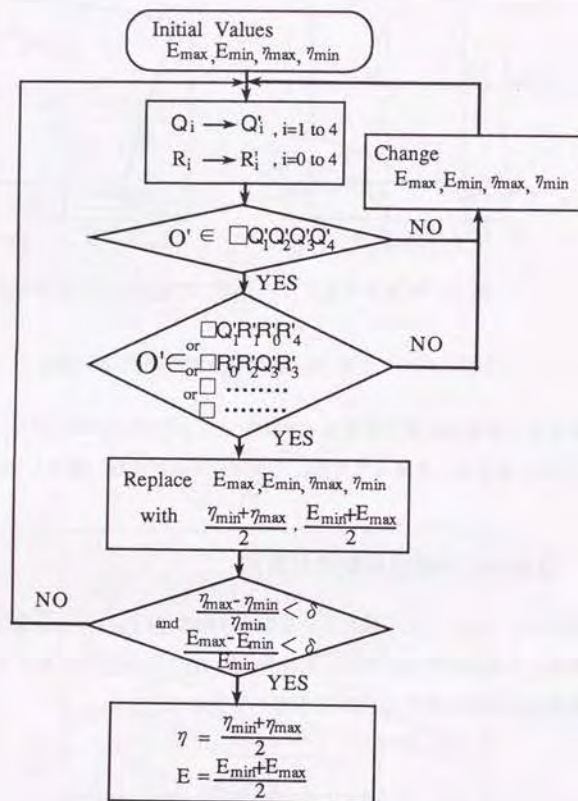 Initial Values
Emax, Emin, ηmax, ηmin
Qi → Q'i , i=1 to 4
Ri → R'i , i=0 to 4
Change
Emax, Emin, ηmax, ηmin
O' ∈ □Q'1Q'2Q'3Q'4
NO
YES
□Q'1R'1R'0R'4
or
O'∈ □R'0R'2Q'3R'3
or
□ ·········
or □ ·········
NO
YES
Replace Emax, Emin, ηmax, ηmin
with (ηmin+ηmax)/2 , (Emin+Emax)/2
NO
(ηmax-ηmin)/ηmin < δ
and
(Emax-Emin)/Emin < δ
YES
η = (ηmin+ηmax)/2
E = (Emin+Emax)/2